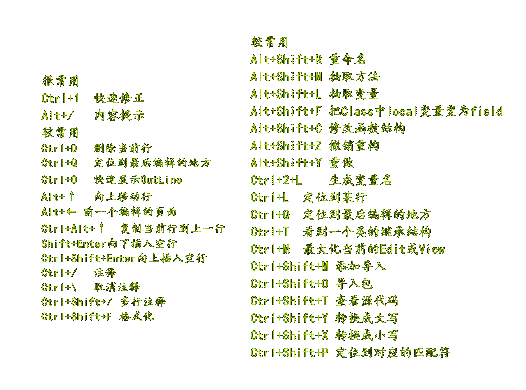 很常用
Ctrl+1 快速修正
Alt+/ 内容提示
较常用
Ctrl+D 删除当前行
Ctrl+Q 定位到最后编辑的地方
Ctrl+O 快速显示OutLine
Alt+↑ 向上移动行
Alt+← 前一个编辑的页面
Ctrl+Alt+↑ 复制当前行到上一行
Shift+Enter向下插入空行
Ctrl+Shift+Enter向上插入空行
Ctrl+/ 注释
Ctrl+\ 取消注释
Ctrl+Shift+/ 多行注释
Ctrl+Shift+F 格式化
较常用
Alt+Shift+R 重命名
Alt+Shift+M 抽取方法
Alt+Shift+L 抽取变量
Alt+Shift+F 把Class中local变量变为field
Alt+Shift+C 修改函数结构
Alt+Shift+Z 撤销重构
Alt+Shift+Y 重做
Ctrl+2+L 生成变量名
Ctrl+L 定位到某行
Ctrl+Q 定位到最后编辑的地方
Ctrl+T 看到一个类的继承结构
Ctrl+M 最大化当前的Edit或View
Ctrl+Shift+M 添加导入
Ctrl+Shift+O 导入包
Ctrl+Shift+T 查看源代码
Ctrl+Shift+Y 转换成大写
Ctrl+Shift+X 转换成小写
Ctrl+Shift+P 定位到对应的匹配符